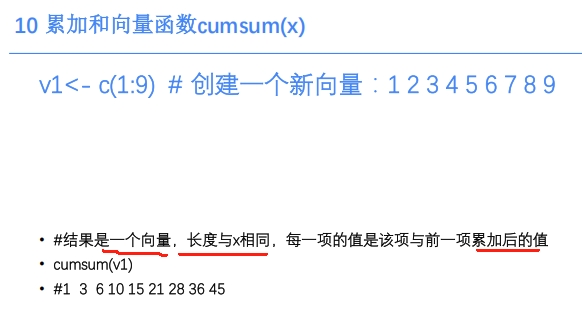 10 累加和向量函数cumsum(x)
v1<- c(1:9) # 创建一个新向量：1 2 3 4 5 6 7 8 9
• #结果是一个向量，长度与x相同，每一项的值是该项与前一项累加后的值
• cumsum(v1)
• #1 3 6 10 15 21 28 36 45